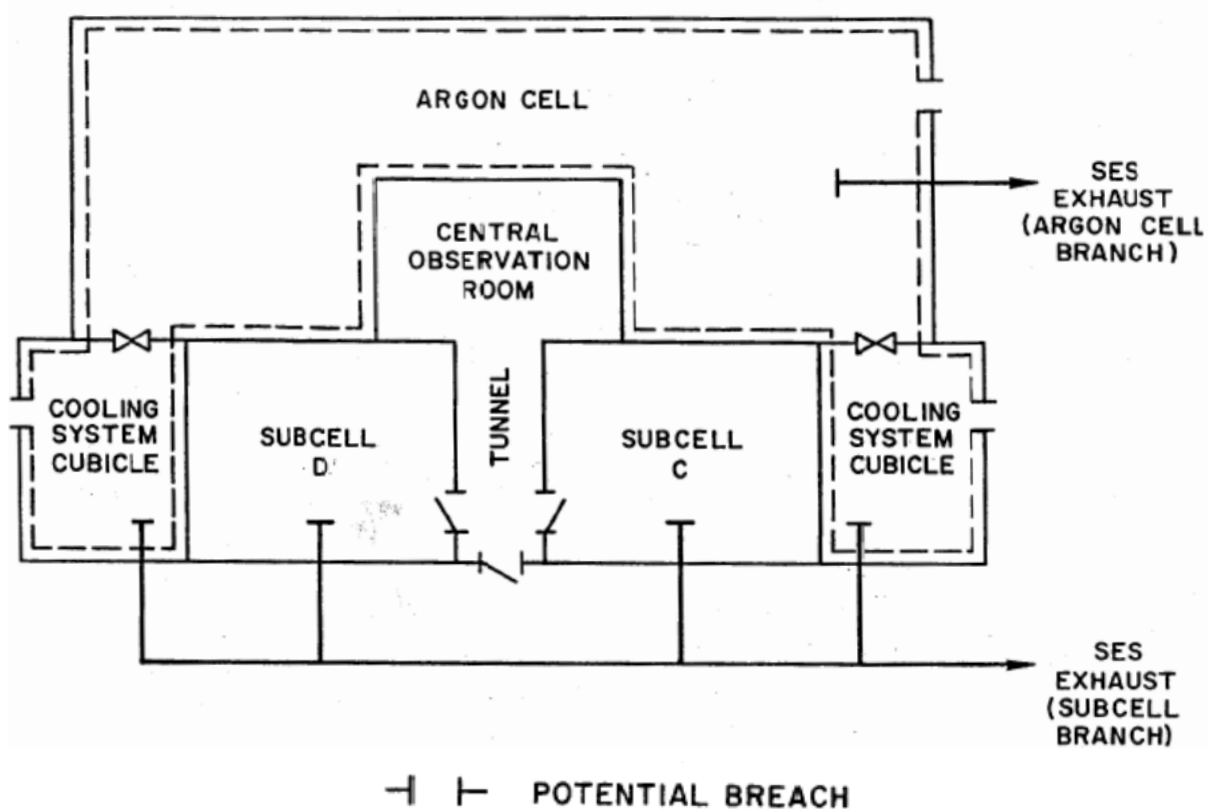 ARGON CELL
SES
EXHAUST
(ARGON CELL
BRANCH)
CENTRAL
OBSERVATION
ROOM
COOLING
SYSTEM
CUBICLE
SUBCELL
D
TUNNEL
SUBCELL
C
COOLING
SYSTEM
CUBICLE
SES
EXHAUST
(SUBCELL
BRANCH)
POTENTIAL BREACH